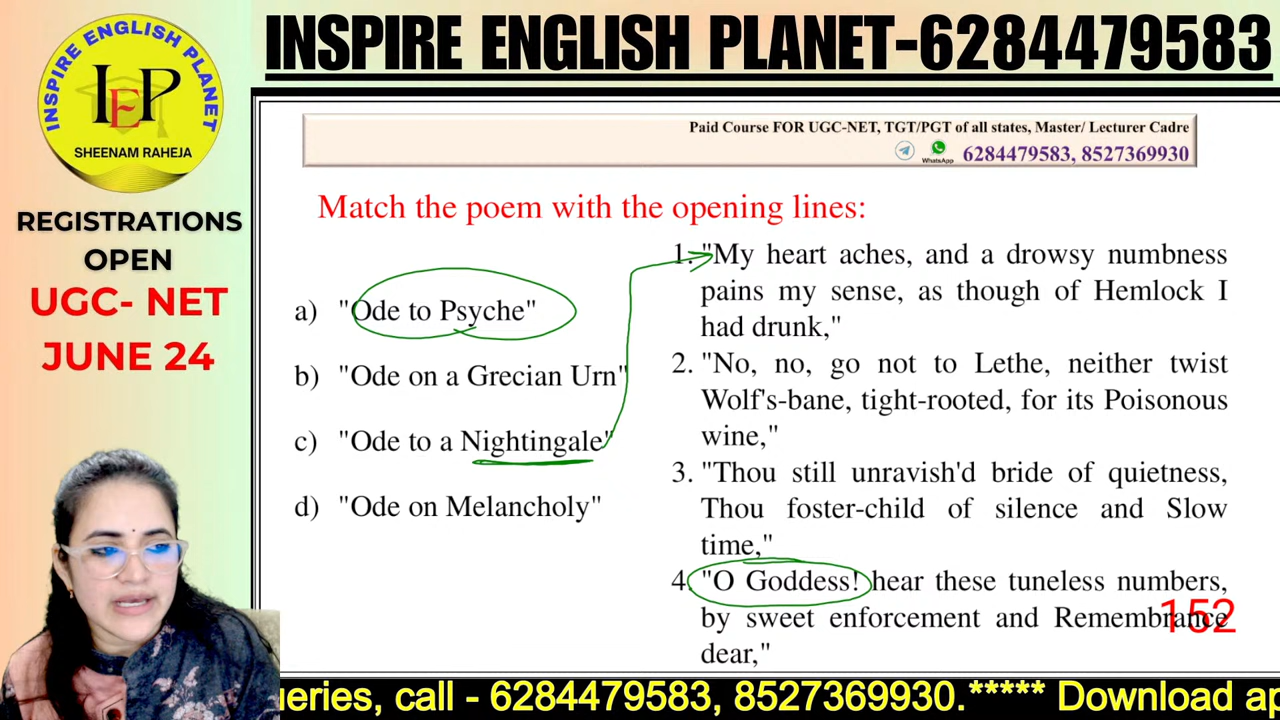 INSPIRE ENGLISH PLANET-6284479583
INSPIRE ENGLISH PLANET
IEP
SHEENAM RAHEJA
REGISTRATIONS
OPEN
UGC- NET
JUNE 24
Paid Course FOR UGC-NET, TGT/PGT of all states, Master/ Lecturer Cadre
WhatsApp 6284479583, 8527369930
Match the poem with the opening lines:
a) "Ode to Psyche"
b) "Ode on a Grecian Urn"
c) "Ode to a Nightingale"
d) "Ode on Melancholy"
1. "My heart aches, and a drowsy numbness
pains my sense, as though of Hemlock I
had drunk,"
2. "No, no, go not to Lethe, neither twist
Wolf's-bane, tight-rooted, for its Poisonous
wine,"
3. "Thou still unravish'd bride of quietness,
Thou foster-child of silence and Slow
time,"
4. "O Goddess! hear these tuneless numbers,
by sweet enforcement and Remembrance
dear,"
152
ueries, call - 6284479583, 8527369930. ***** Download ap